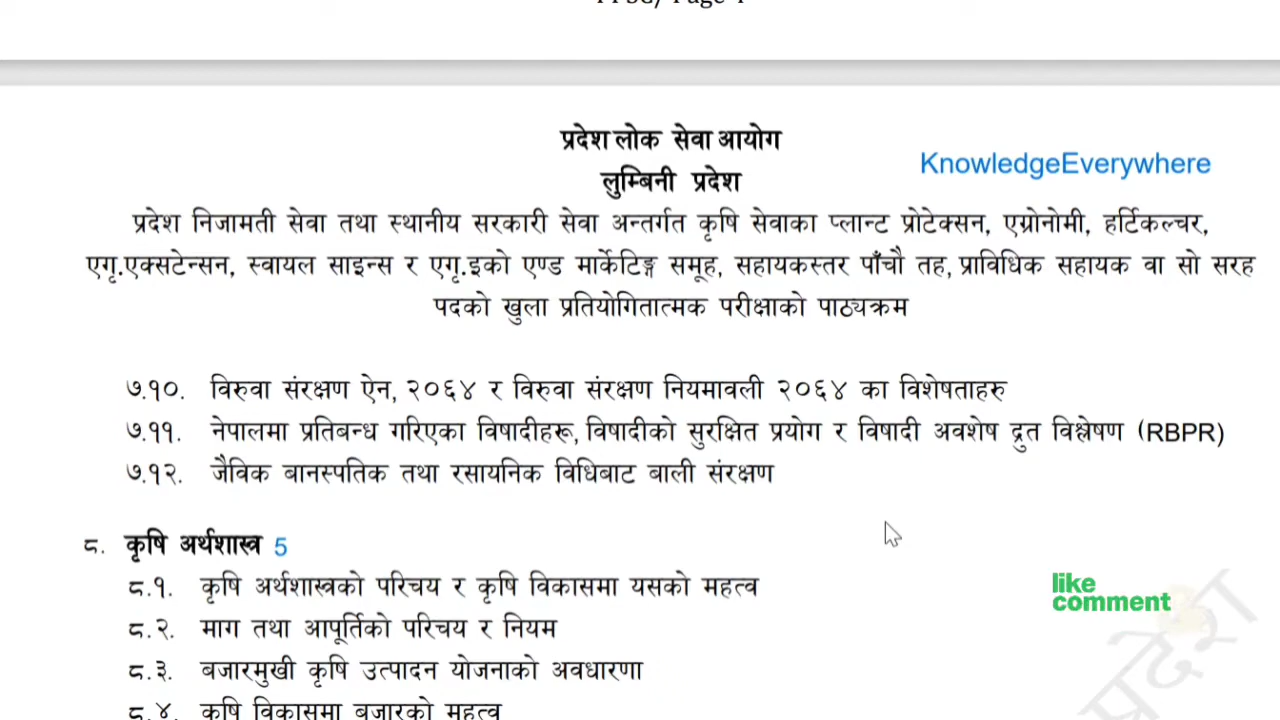 प्रदेश लोक सेवा आयोग
KnowledgeEverywhere
लुम्बिनी प्रदेश
प्रदेश निजामती सेवा तथा स्थानीय सरकारी सेवा अन्तर्गत कृषि सेवाका प्लान्ट प्रोटेक्सन, एग्रोनोमी, हर्टिकल्चर,
एगृ.एक्सटेन्सन, स्वायल साइन्स र एगृ.इको एण्ड मार्केटिङ्ग समूह, सहायकस्तर पाँचौ तह, प्राविधिक सहायक वा सो सरह
पदको खुला प्रतियोगितात्मक परीक्षाको पाठ्यक्रम
७.१०. विरुवा संरक्षण ऐन, २०६४ र विरुवा संरक्षण नियमावली २०६४ का विशेषताहरु
७.११. नेपालमा प्रतिबन्ध गरिएका विषादीहरू, विषादीको सुरक्षित प्रयोग र विषादी अवशेष द्रुत विश्लेषण (RBPR)
७.१२. जैविक बानस्पतिक तथा रसायनिक विधिबाट बाली संरक्षण
८. कृषि अर्थशास्त्र 5
८.१. कृषि अर्थशास्त्रको परिचय र कृषि विकासमा यसको महत्व
like
comment
८.२. माग तथा आपूर्तिको परिचय र नियम
८.३. बजारमुखी कृषि उत्पादन योजनाको अवधारणा
८.४. कृषि विकासमा बजारको महत्व
प्रदेश